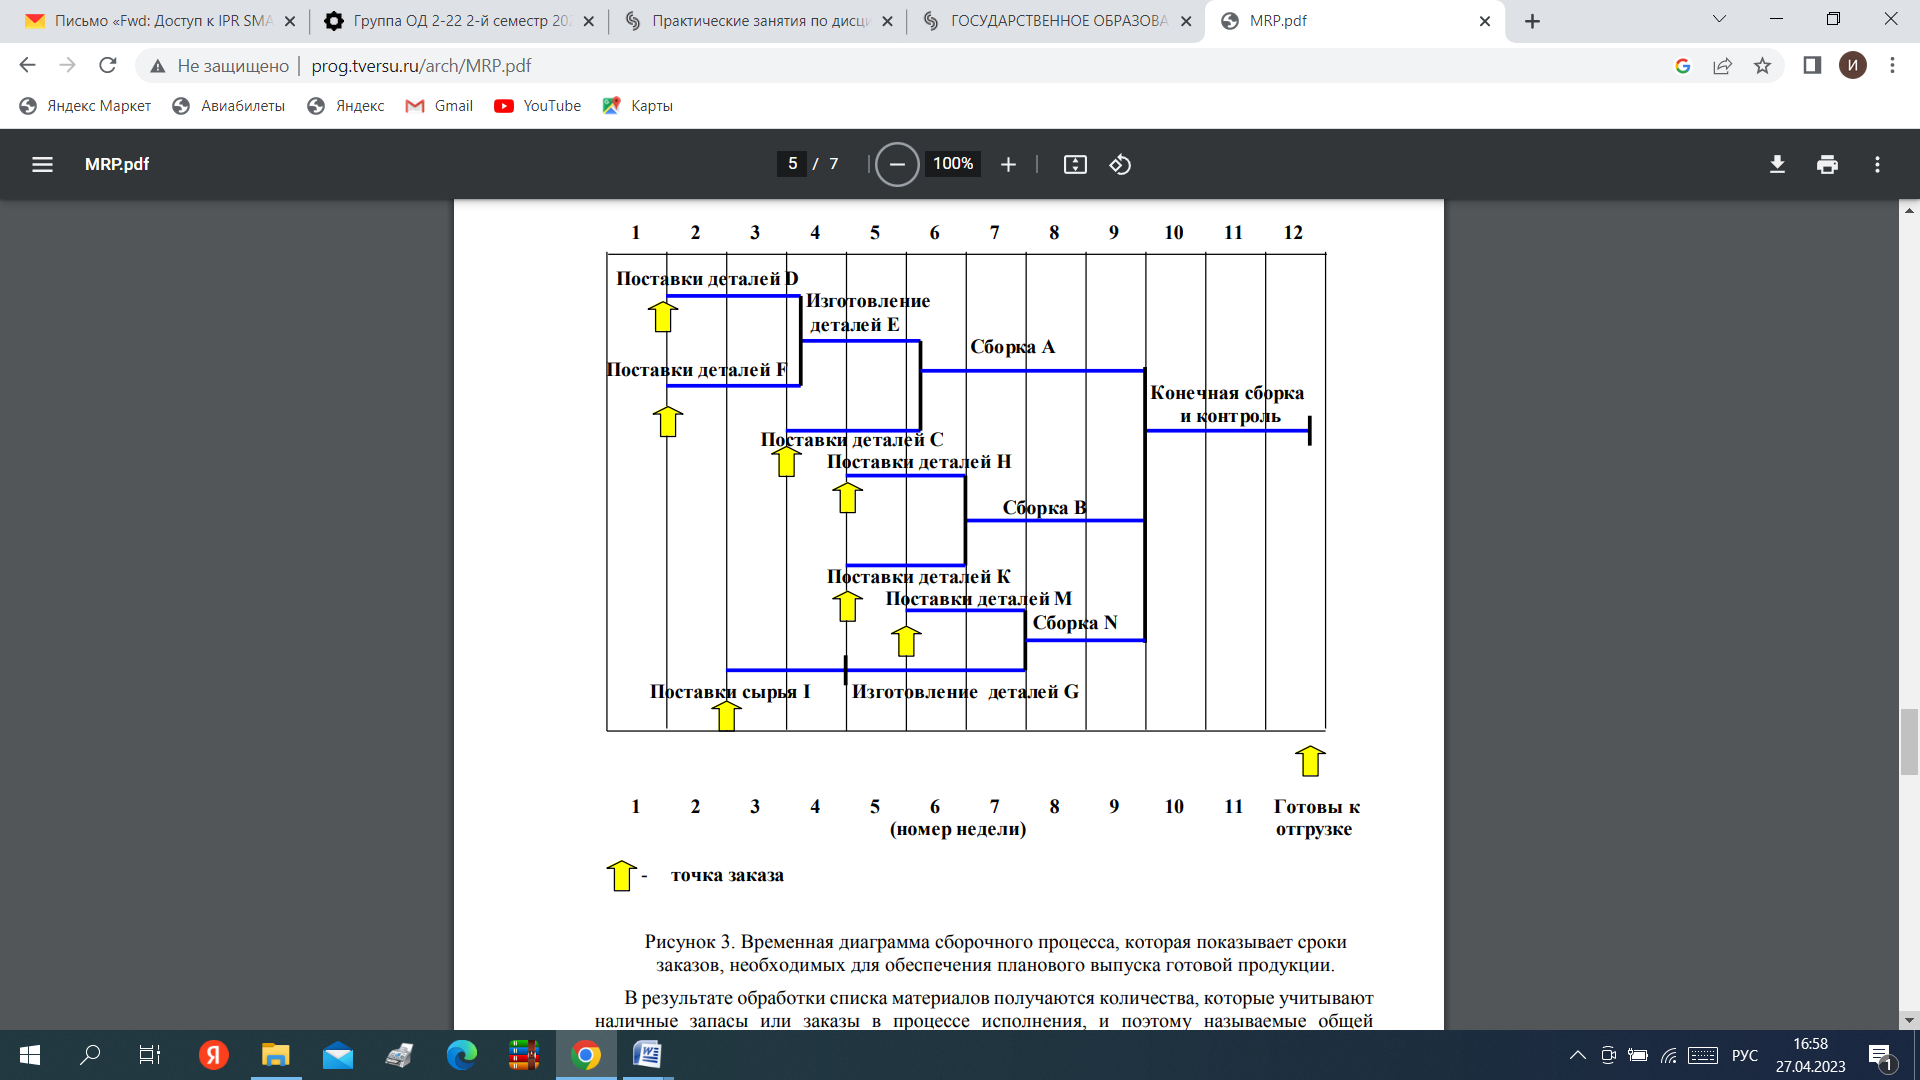 Письмо «Fwd: Доступ к IPR SMA
Группа ОД 2-22 2-й семестр 202
Практические занятия по дисци
ГОСУДАРСТВЕННОЕ ОБРАЗОВА
MRP.pdf
Не защищено
prog.tversu.ru/arch/MRP.pdf
И
Яндекс Маркет
Авиабилеты
Яндекс
Gmail
YouTube
Карты
MRP.pdf
5 / 7
100%
1 2 3 4 5 6 7 8 9 10 11 12
Поставки деталей D
Изготовление
деталей E
Сборка A
Поставки деталей F
Конечная сборка
и контроль
Поставки деталей C
Поставки деталей H
Сборка B
Поставки деталей К
Поставки деталей M
Сборка N
Поставки сырья I
Изготовление деталей G
1 2 3 4 5 6 7 8 9 10 11 Готовы к
(номер недели) отгрузке
- точка заказа
Рисунок 3. Временная диаграмма сборочного процесса, которая показывает сроки
заказов, необходимых для обеспечения планового выпуска готовой продукции.
В результате обработки списка материалов получаются количества, которые учитывают
наличные запасы или заказы в процессе исполнения, и поэтому называемые общей
Я
РУС
16:58
27.04.2023
1